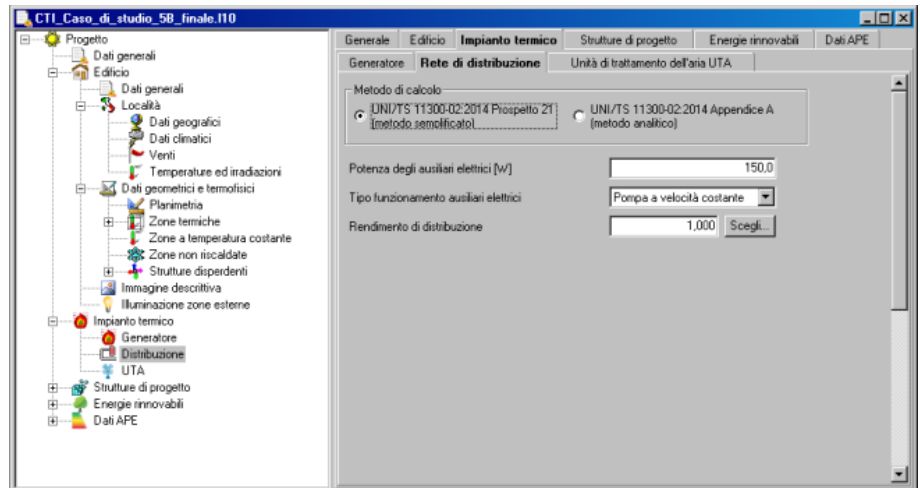 CTI_Caso_di_studio_5B_finale.l10
Progetto
Dati generali
Edificio
Dati generali
Località
Dati geografici
Dati climatici
Venti
Temperature ed irradiazioni
Dati geometrici e termofisici
Planimetria
Zone termiche
Zone a temperatura costante
Zone non riscaldate
Strutture disperdenti
Immagine descrittiva
Illuminazione zone esterne
Impianto termico
Generatore
Distribuzione
UTA
Strutture di progetto
Energie rinnovabili
Dati APE
Generale Edificio Impianto termico Strutture di progetto Energie rinnovabili Dati APE
Generatore Rete di distribuzione Unità di trattamento dell'aria UTA
Metodo di calcolo
UNI/TS 11300-02:2014 Prospetto 21
(metodo semplificato)
UNI/TS 11300-02:2014 Appendice A
(metodo analitico)
Potenza degli ausiliari elettrici [W] 150,0
Tipo funzionamento ausiliari elettrici Pompa a velocità costante
Rendimento di distribuzione 1,000 Scegli...